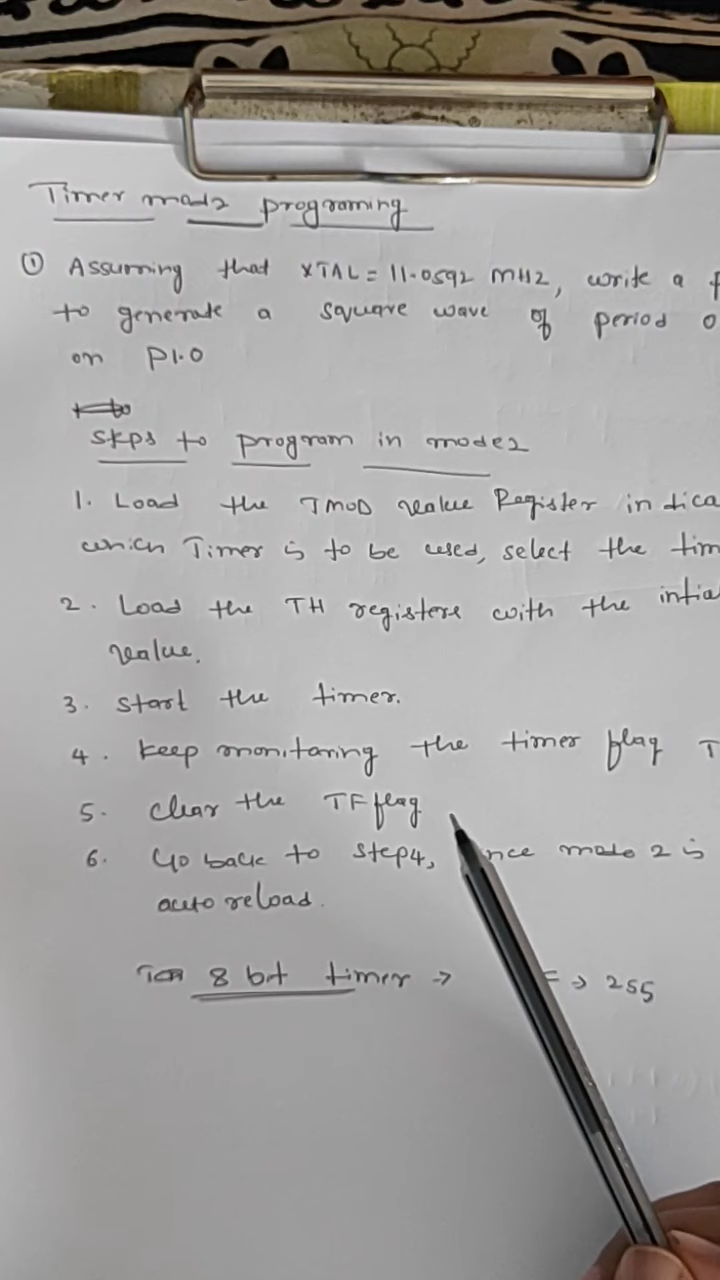 Timer mode2 programing
① Assuming that XTAL = 11.0592 MHZ, write a
to generate a square wave of period
on P1.0
Steps to program in mode2
1. Load the TMOD value Register indica
which Timer is to be used, select the tim
2. Load the TH registers with the intia
value.
3. Start the timer.
4. Keep monitaring the timer flag T
5. clear the TF flag
6. Go back to step4, nce mode 2 is
auto reload.
8 bit timer → F ⇒ 255